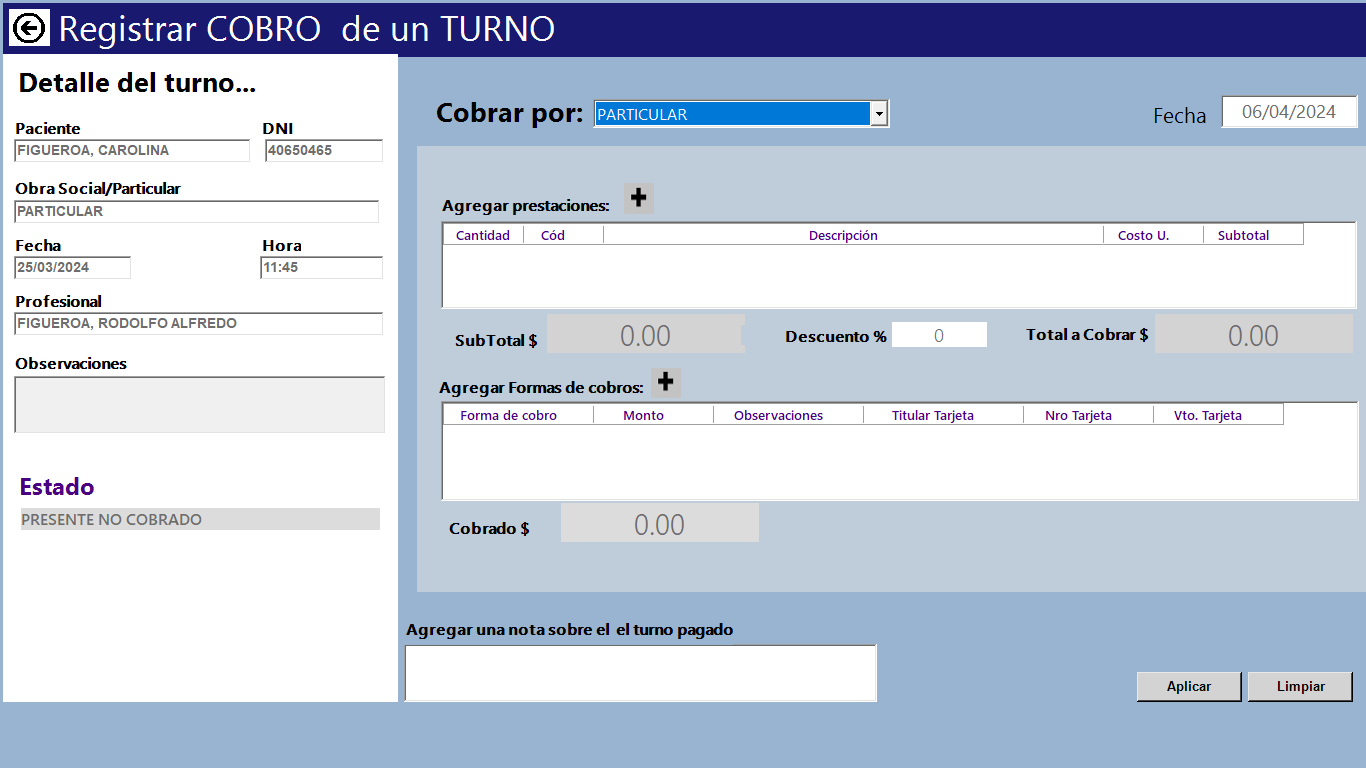 Registrar COBRO de un TURNO
Detalle del turno...
Paciente DNI
FIGUEROA, CAROLINA 40650465
Obra Social/Particular
PARTICULAR
Fecha Hora
25/03/2024 11:45
Profesional
FIGUEROA, RODOLFO ALFREDO
Observaciones
Estado
PRESENTE NO COBRADO
Cobrar por: PARTICULAR Fecha 06/04/2024
Agregar prestaciones:
Cantidad Cód Descripción Costo U. Subtotal
SubTotal $ 0.00 Descuento % 0 Total a Cobrar $ 0.00
Agregar Formas de cobros:
Forma de cobro Monto Observaciones Titular Tarjeta Nro Tarjeta Vto. Tarjeta
Cobrado $ 0.00
Agregar una nota sobre el el turno pagado
Aplicar Limpiar